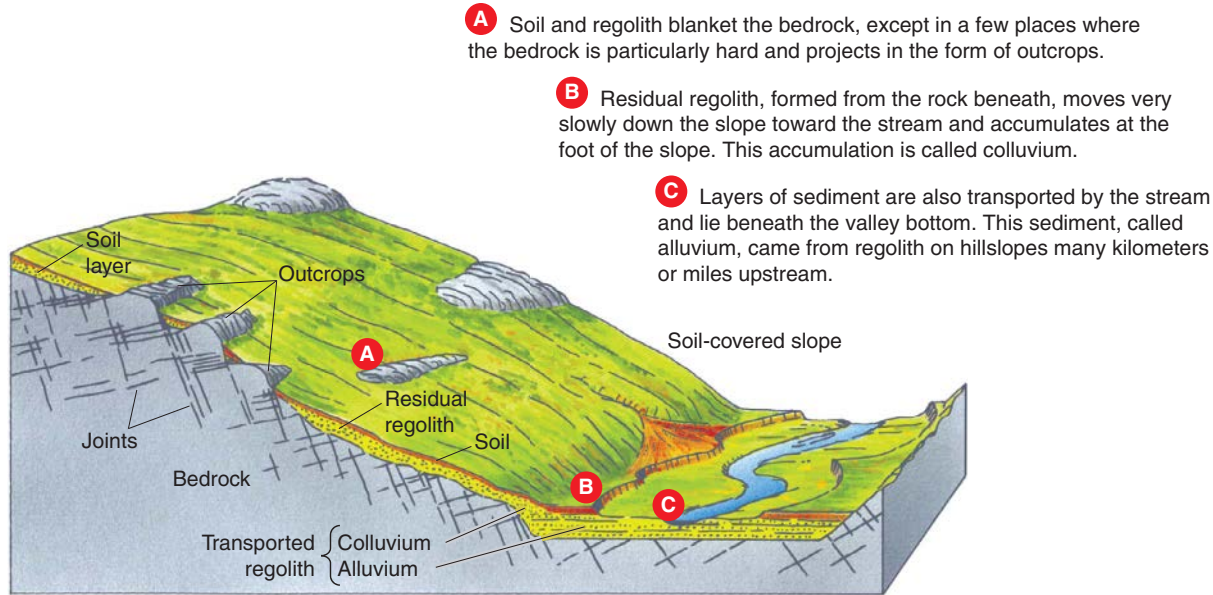 A Soil and regolith blanket the bedrock, except in a few places where
the bedrock is particularly hard and projects in the form of outcrops.
B Residual regolith, formed from the rock beneath, moves very
slowly down the slope toward the stream and accumulates at the
foot of the slope. This accumulation is called colluvium.
C Layers of sediment are also transported by the stream
and lie beneath the valley bottom. This sediment, called
alluvium, came from regolith on hillslopes many kilometers
or miles upstream.
Soil
layer
Outcrops
Soil-covered slope
A
Residual
regolith
Joints
Soil
Bedrock
B
C
Transported
regolith
Colluvium
Alluvium